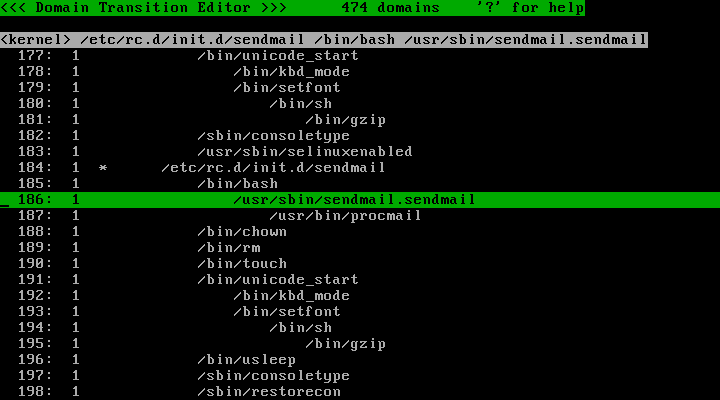 <<< Domain Transition Editor >>>      474 domains    '?' for help
<kernel> /etc/rc.d/init.d/sendmail /bin/bash /usr/sbin/sendmail.sendmail
177:  1             /bin/unicode_start
178:  1                 /bin/kbd_mode
179:  1                 /bin/setfont
180:  1                     /bin/sh
181:  1                         /bin/gzip
182:  1             /sbin/consoletype
183:  1             /usr/sbin/selinuxenabled
184:  1  *      /etc/rc.d/init.d/sendmail
185:  1             /bin/bash
186:  1                 /usr/sbin/sendmail.sendmail
187:  1                     /usr/bin/procmail
188:  1             /bin/chown
189:  1             /bin/rm
190:  1             /bin/touch
191:  1             /bin/unicode_start
192:  1                 /bin/kbd_mode
193:  1                 /bin/setfont
194:  1                     /bin/sh
195:  1                         /bin/gzip
196:  1             /bin/usleep
197:  1             /sbin/consoletype
198:  1             /sbin/restorecon